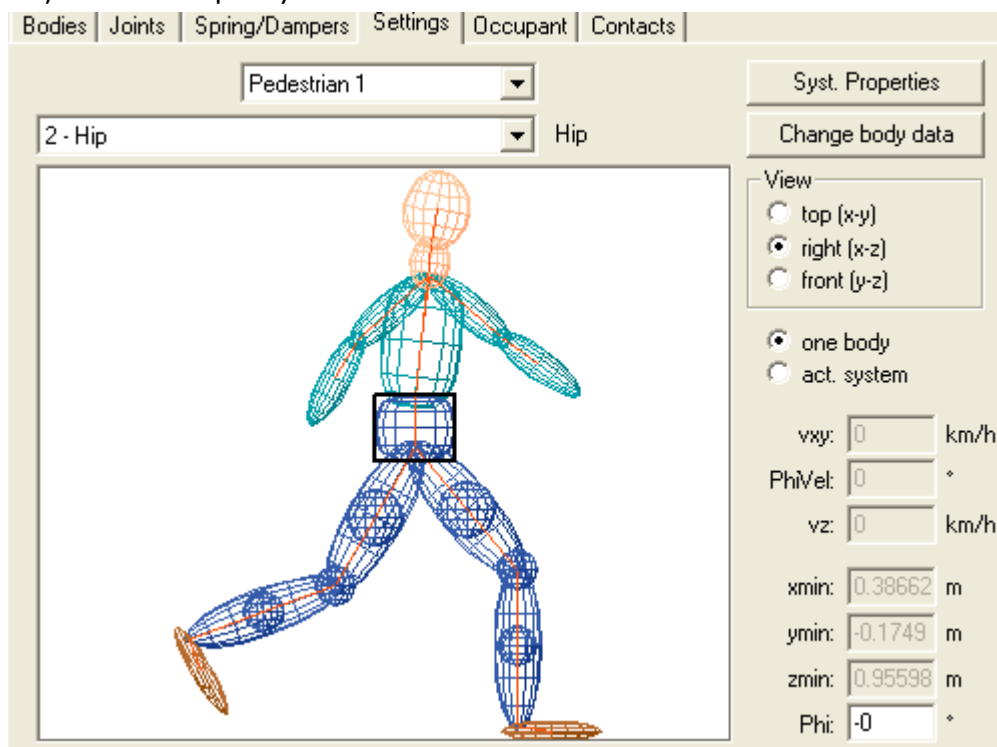 Bodies Joints Spring/Dampers Settings Occupant Contacts
Pedestrian 1
Syst. Properties
2 - Hip Hip
Change body data
View
top (x-y)
right (x-z)
front (y-z)
one body
act. system
vxy: 0 km/h
PhiVel: 0 °
vz: 0 km/h
xmin: 0.38662 m
ymin: -0.1749 m
zmin: 0.95598 m
Phi: -0 °